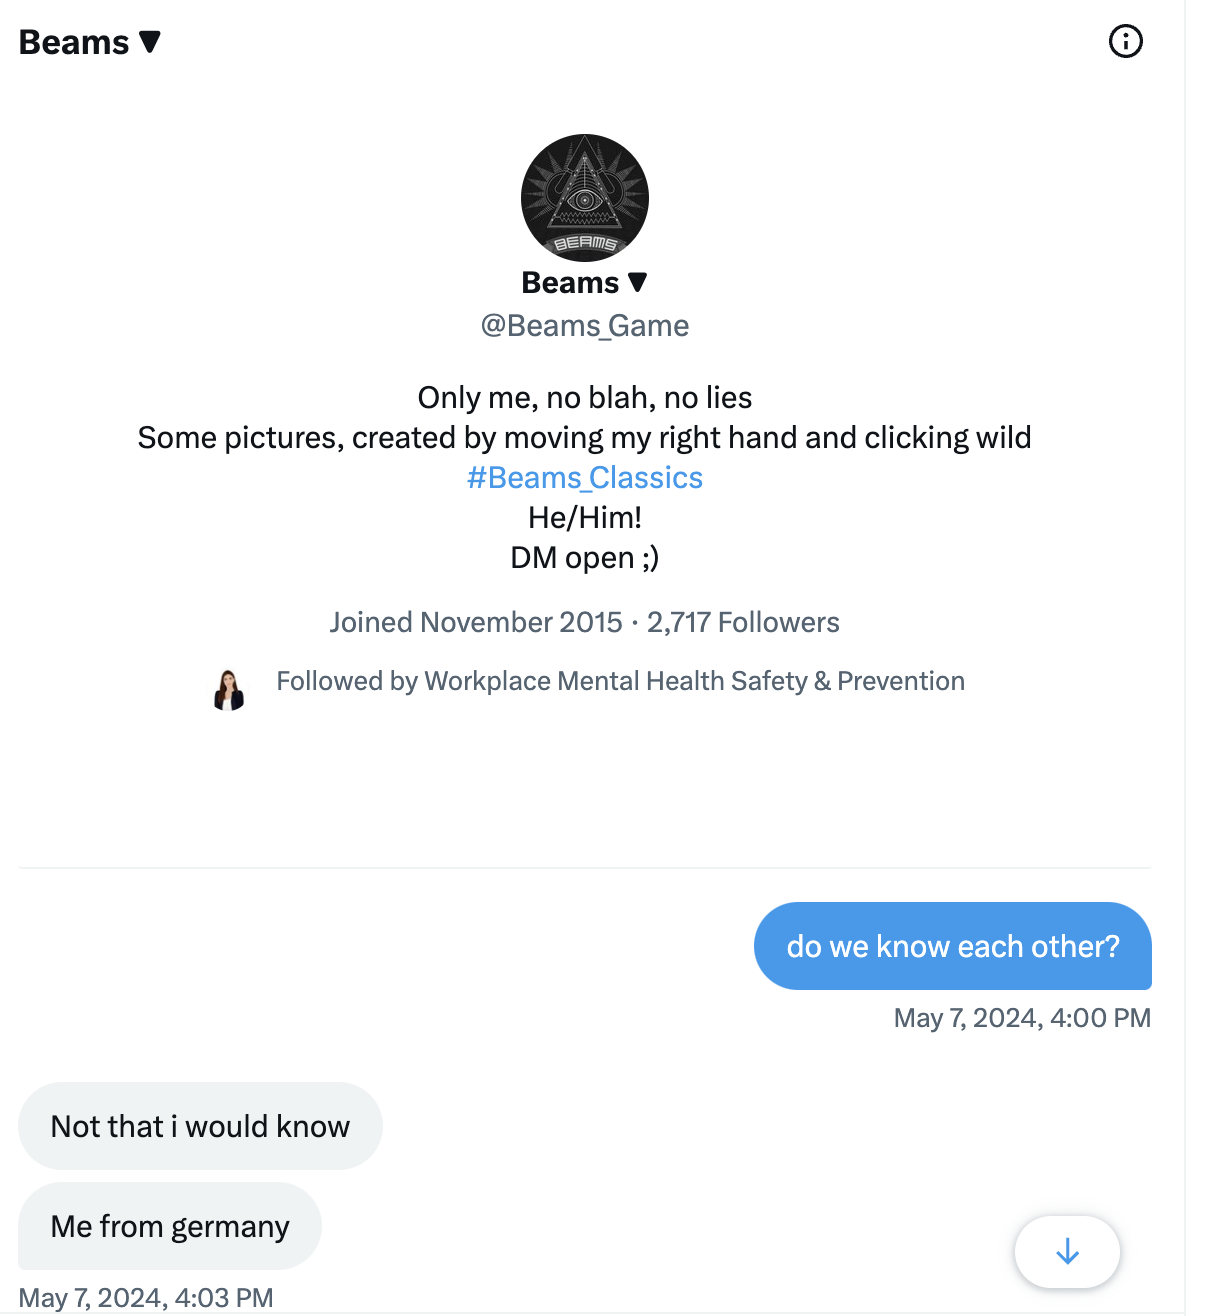 Beams ▼
BEAMS
Beams ▼
@Beams_Game
Only me, no blah, no lies
Some pictures, created by moving my right hand and clicking wild
#Beams_Classics
He/Him!
DM open ;)
Joined November 2015 · 2,717 Followers
Followed by Workplace Mental Health Safety & Prevention
do we know each other?
May 7, 2024, 4:00 PM
Not that i would know
Me from germany
May 7, 2024, 4:03 PM